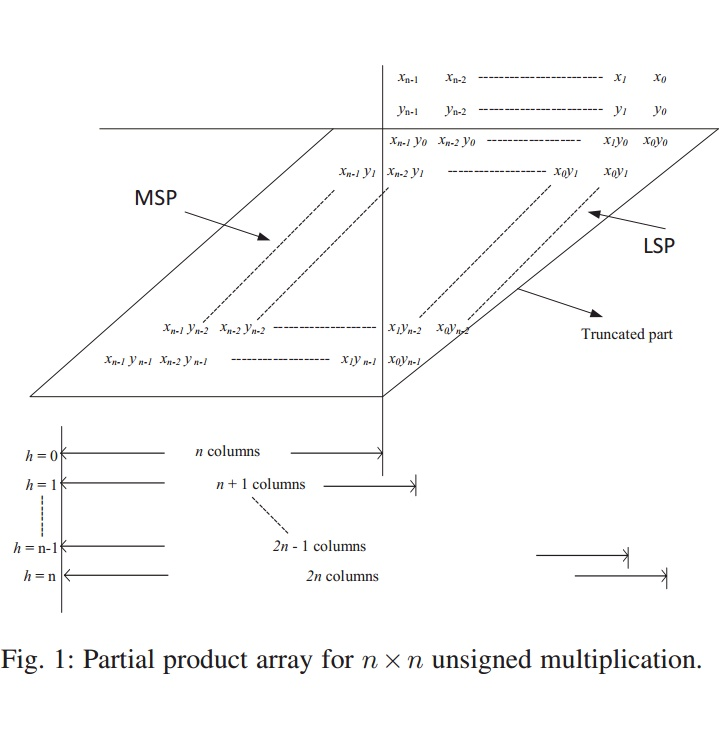 xn-1 xn-2 x1 x0
yn-1 yn-2 y1 y0
xn-1 y0 xn-2 y0 x1y0 x0y0
xn-1 y1 xn-2 y1 x0y1 x0y1
MSP
LSP
xn-1 yn-2 xn-2 yn-2 x1yn-2 x0yn-2
Truncated part
xn-1 y n-1 xn-2 y n-1 x1y n-1 x0yn-1
h = 0 n columns
h = 1 n + 1 columns
h = n-1 2n - 1 columns
h = n 2n columns
Fig. 1: Partial product array for n × n unsigned multiplication.